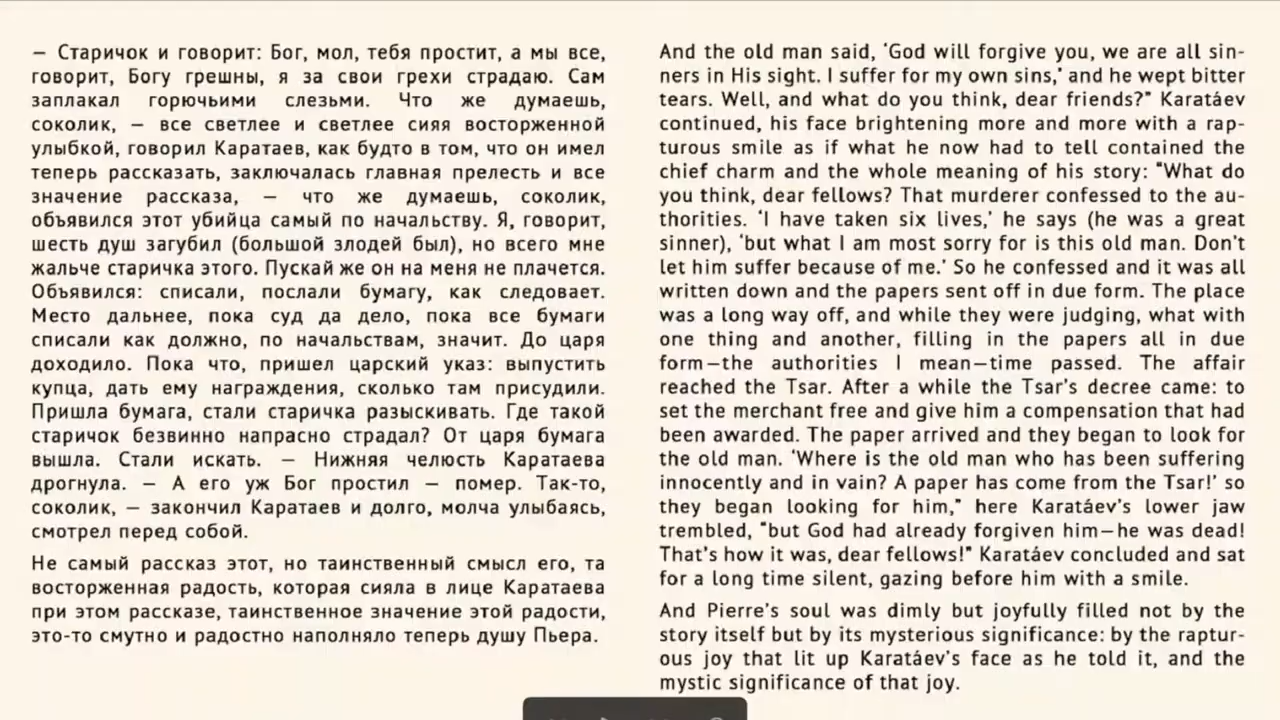 — Старичок и говорит: Бог, мол, тебя простит, а мы все,
говорит, Богу грешны, я за свои грехи страдаю. Сам
заплакал горючьими слезьми. Что же думаешь,
соколик, — все светлее и светлее сияя восторженной
улыбкой, говорил Каратаев, как будто в том, что он имел
теперь рассказать, заключалась главная прелесть и все
значение рассказа, — что же думаешь, соколик,
объявился этот убийца самый по начальству. Я, говорит,
шесть душ загубил (большой злодей был), но всего мне
жальче старичка этого. Пускай же он на меня не плачется.
Объявился: списали, послали бумагу, как следовает.
Место дальнее, пока суд да дело, пока все бумаги
списали как должно, по начальствам, значит. До царя
доходило. Пока что, пришел царский указ: выпустить
купца, дать ему награждения, сколько там присудили.
Пришла бумага, стали старичка разыскивать. Где такой
старичок безвинно напрасно страдал? От царя бумага
вышла. Стали искать. — Нижняя челюсть Каратаева
дрогнула. — А его уж Бог простил — помер. Так-то,
соколик, — закончил Каратаев и долго, молча улыбаясь,
смотрел перед собой.
Не самый рассказ этот, но таинственный смысл его, та
восторженная радость, которая сияла в лице Каратаева
при этом рассказе, таинственное значение этой радости,
это-то смутно и радостно наполняло теперь душу Пьера.
And the old man said, ‘God will forgive you, we are all sin-
ners in His sight. I suffer for my own sins,’ and he wept bitter
tears. Well, and what do you think, dear friends?” Karatáev
continued, his face brightening more and more with a rap-
turous smile as if what he now had to tell contained the
chief charm and the whole meaning of his story: “What do
you think, dear fellows? That murderer confessed to the au-
thorities. ‘I have taken six lives,’ he says (he was a great
sinner), ‘but what I am most sorry for is this old man. Don’t
let him suffer because of me.’ So he confessed and it was all
written down and the papers sent off in due form. The place
was a long way off, and while they were judging, what with
one thing and another, filling in the papers all in due
form—the authorities I mean—time passed. The affair
reached the Tsar. After a while the Tsar’s decree came: to
set the merchant free and give him a compensation that had
been awarded. The paper arrived and they began to look for
the old man. ‘Where is the old man who has been suffering
innocently and in vain? A paper has come from the Tsar!’ so
they began looking for him,” here Karatáev’s lower jaw
trembled, “but God had already forgiven him—he was dead!
That’s how it was, dear fellows!” Karatáev concluded and sat
for a long time silent, gazing before him with a smile.
And Pierre’s soul was dimly but joyfully filled not by the
story itself but by its mysterious significance: by the raptur-
ous joy that lit up Karatáev’s face as he told it, and the
mystic significance of that joy.